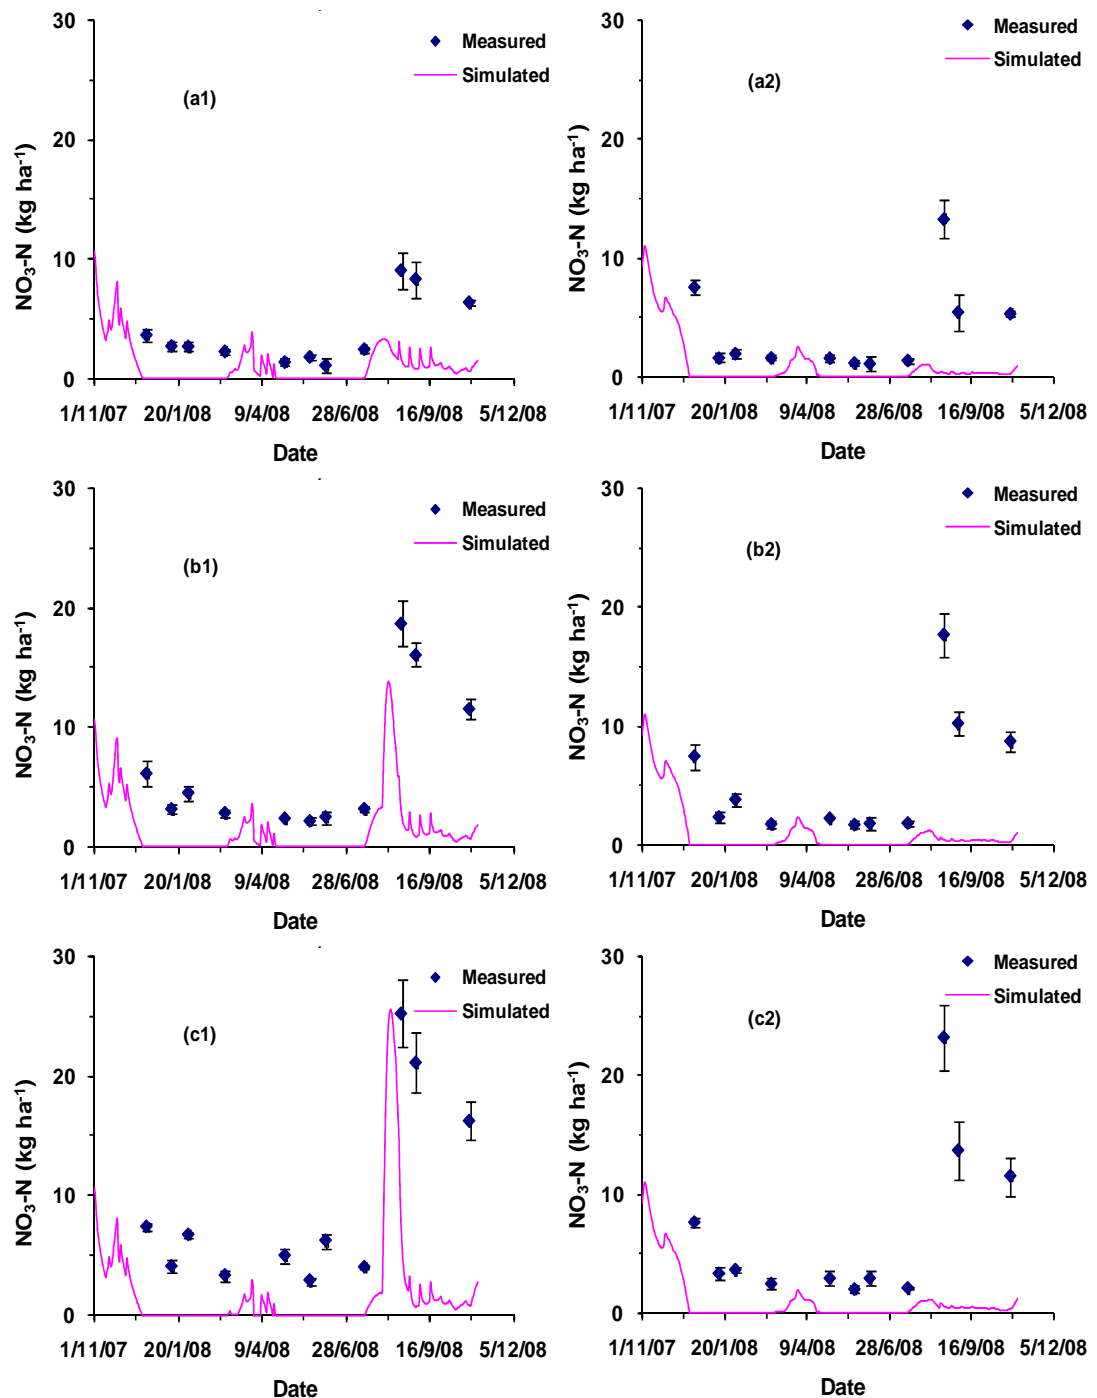 30
20
10
0
NO₃-N (kg ha⁻¹)
(a1)
Measured
Simulated
1/11/07 20/1/08 9/4/08 28/6/08 16/9/08 5/12/08
Date
30
20
10
0
NO₃-N (kg ha⁻¹)
(a2)
Measured
Simulated
1/11/07 20/1/08 9/4/08 28/6/08 16/9/08 5/12/08
Date
30
20
10
0
NO₃-N (kg ha⁻¹)
(b1)
Measured
Simulated
1/11/07 20/1/08 9/4/08 28/6/08 16/9/08 5/12/08
Date
30
20
10
0
NO₃-N (kg ha⁻¹)
(b2)
Measured
Simulated
1/11/07 20/1/08 9/4/08 28/6/08 16/9/08 5/12/08
Date
30
20
10
0
NO₃-N (kg ha⁻¹)
(c1)
Measured
Simulated
1/11/07 20/1/08 9/4/08 28/6/08 16/9/08 5/12/08
Date
30
20
10
0
NO₃-N (kg ha⁻¹)
(c2)
Measured
Simulated
1/11/07 20/1/08 9/4/08 28/6/08 16/9/08 5/12/08
Date